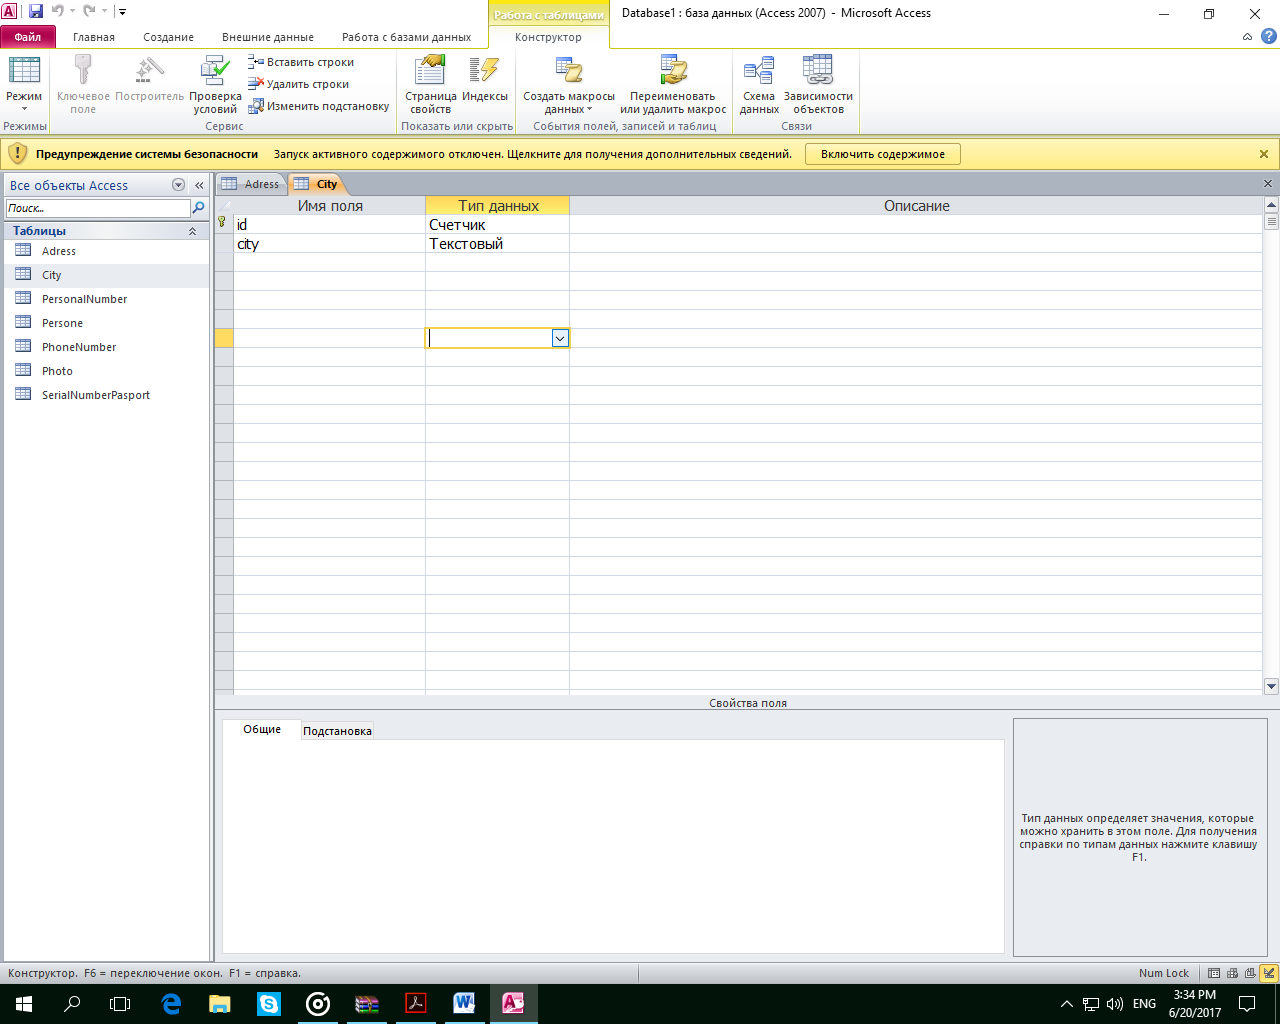 Работа с таблицами
Database1 : база данных (Access 2007)  -  Microsoft Access
Файл
Главная
Создание
Внешние данные
Работа с базами данных
Конструктор
Режим
Ключевое
поле
Построитель
Проверка
условий
Вставить строки
Удалить строки
Изменить подстановку
Страница
свойств
Индексы
Создать макросы
данных
Переименовать
или удалить макрос
Схема
данных
Зависимости
объектов
Режимы
Сервис
Показать или скрыть
События полей, записей и таблиц
Связи
Предупреждение системы безопасности
Запуск активного содержимого отключен. Щелкните для получения дополнительных сведений.
Включить содержимое
Все объекты Access
Поиск...
Таблицы
Adress
City
PersonalNumber
Persone
PhoneNumber
Photo
SerialNumberPasport
Adress
City
Имя поля
Тип данных
Описание
id
Счетчик
city
Текстовый
Свойства поля
Общие
Подстановка
Тип данных определяет значения, которые
можно хранить в этом поле. Для получения
справки по типам данных нажмите клавишу
F1.
Конструктор.  F6 = переключение окон.  F1 = справка.
Num Lock
ENG
3:34 PM
6/20/2017